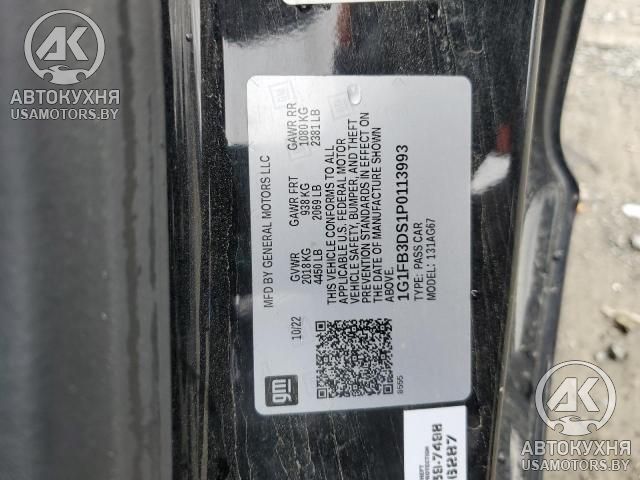 АВТОКУХНЯ
USAMOTORS.BY
gm
10/22
MFD BY GENERAL MOTORS LLC
GVWR GAWR FRT GAWR RR
2018 KG 938 KG 1080 KG
4450 LB 2069 LB 2381 LB
THIS VEHICLE CONFORMS TO ALL
APPLICABLE U.S. FEDERAL MOTOR
VEHICLE SAFETY, BUMPER, AND THEFT
PREVENTION STANDARDS IN EFFECT ON
THE DATE OF MANUFACTURE SHOWN
ABOVE.
1G1FB3DS1P0113993
TYPE: PASS CAR
MODEL: 131AG67
АВТОКУХНЯ
USAMOTORS.BY